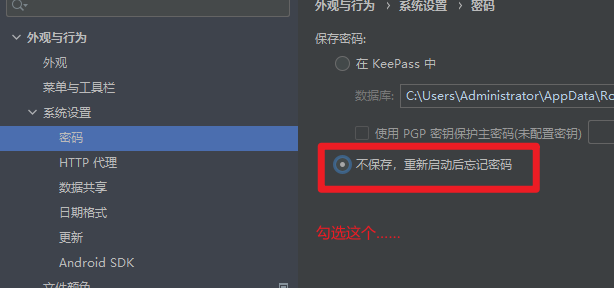 外观与行为 › 系统设置 › 密码
外观与行为
保存密码:
外观
在 KeePass 中
菜单与工具栏
数据库: C:\Users\Administrator\AppData\Ro
系统设置
密码
使用 PGP 密钥保护主密码(未配置密钥)
HTTP 代理
不保存，重新启动后忘记密码
数据共享
日期格式
勾选这个......
更新
Android SDK
文件颜色